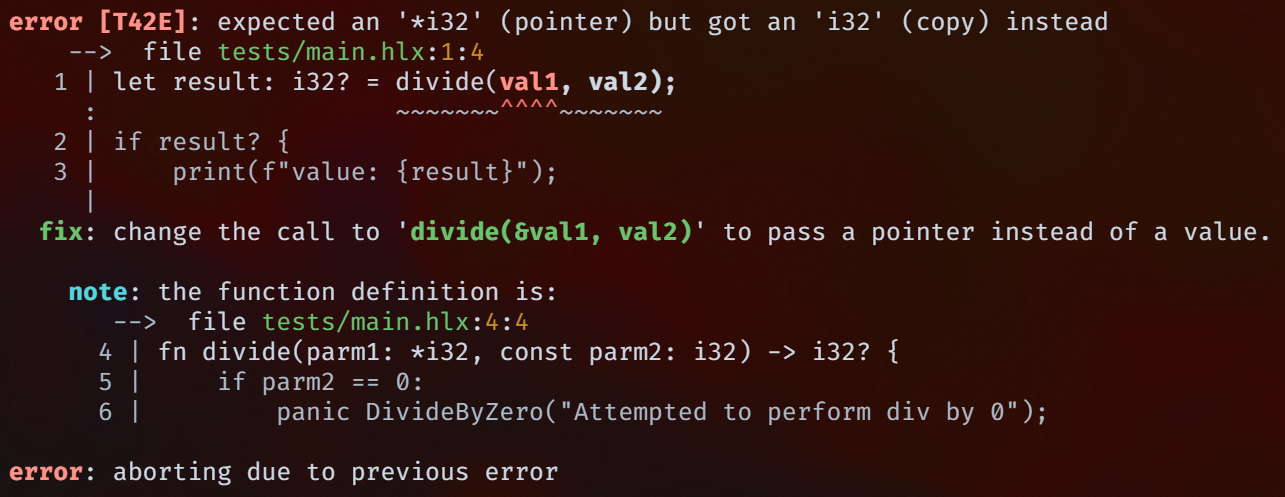 error [T42E]: expected an '*i32' (pointer) but got an 'i32' (copy) instead
    -->  file tests/main.hlx:1:4
   1 | let result: i32? = divide(val1, val2);
     :                    ~~~~~~~^^^^~~~~~~~
   2 | if result? {
   3 |     print(f"value: {result}");
     |
  fix: change the call to 'divide(&val1, val2)' to pass a pointer instead of a value.

    note: the function definition is:
       -->  file tests/main.hlx:4:4
      4 | fn divide(parm1: *i32, const parm2: i32) -> i32? {
      5 |     if parm2 == 0:
      6 |         panic DivideByZero("Attempted to perform div by 0");

error: aborting due to previous error